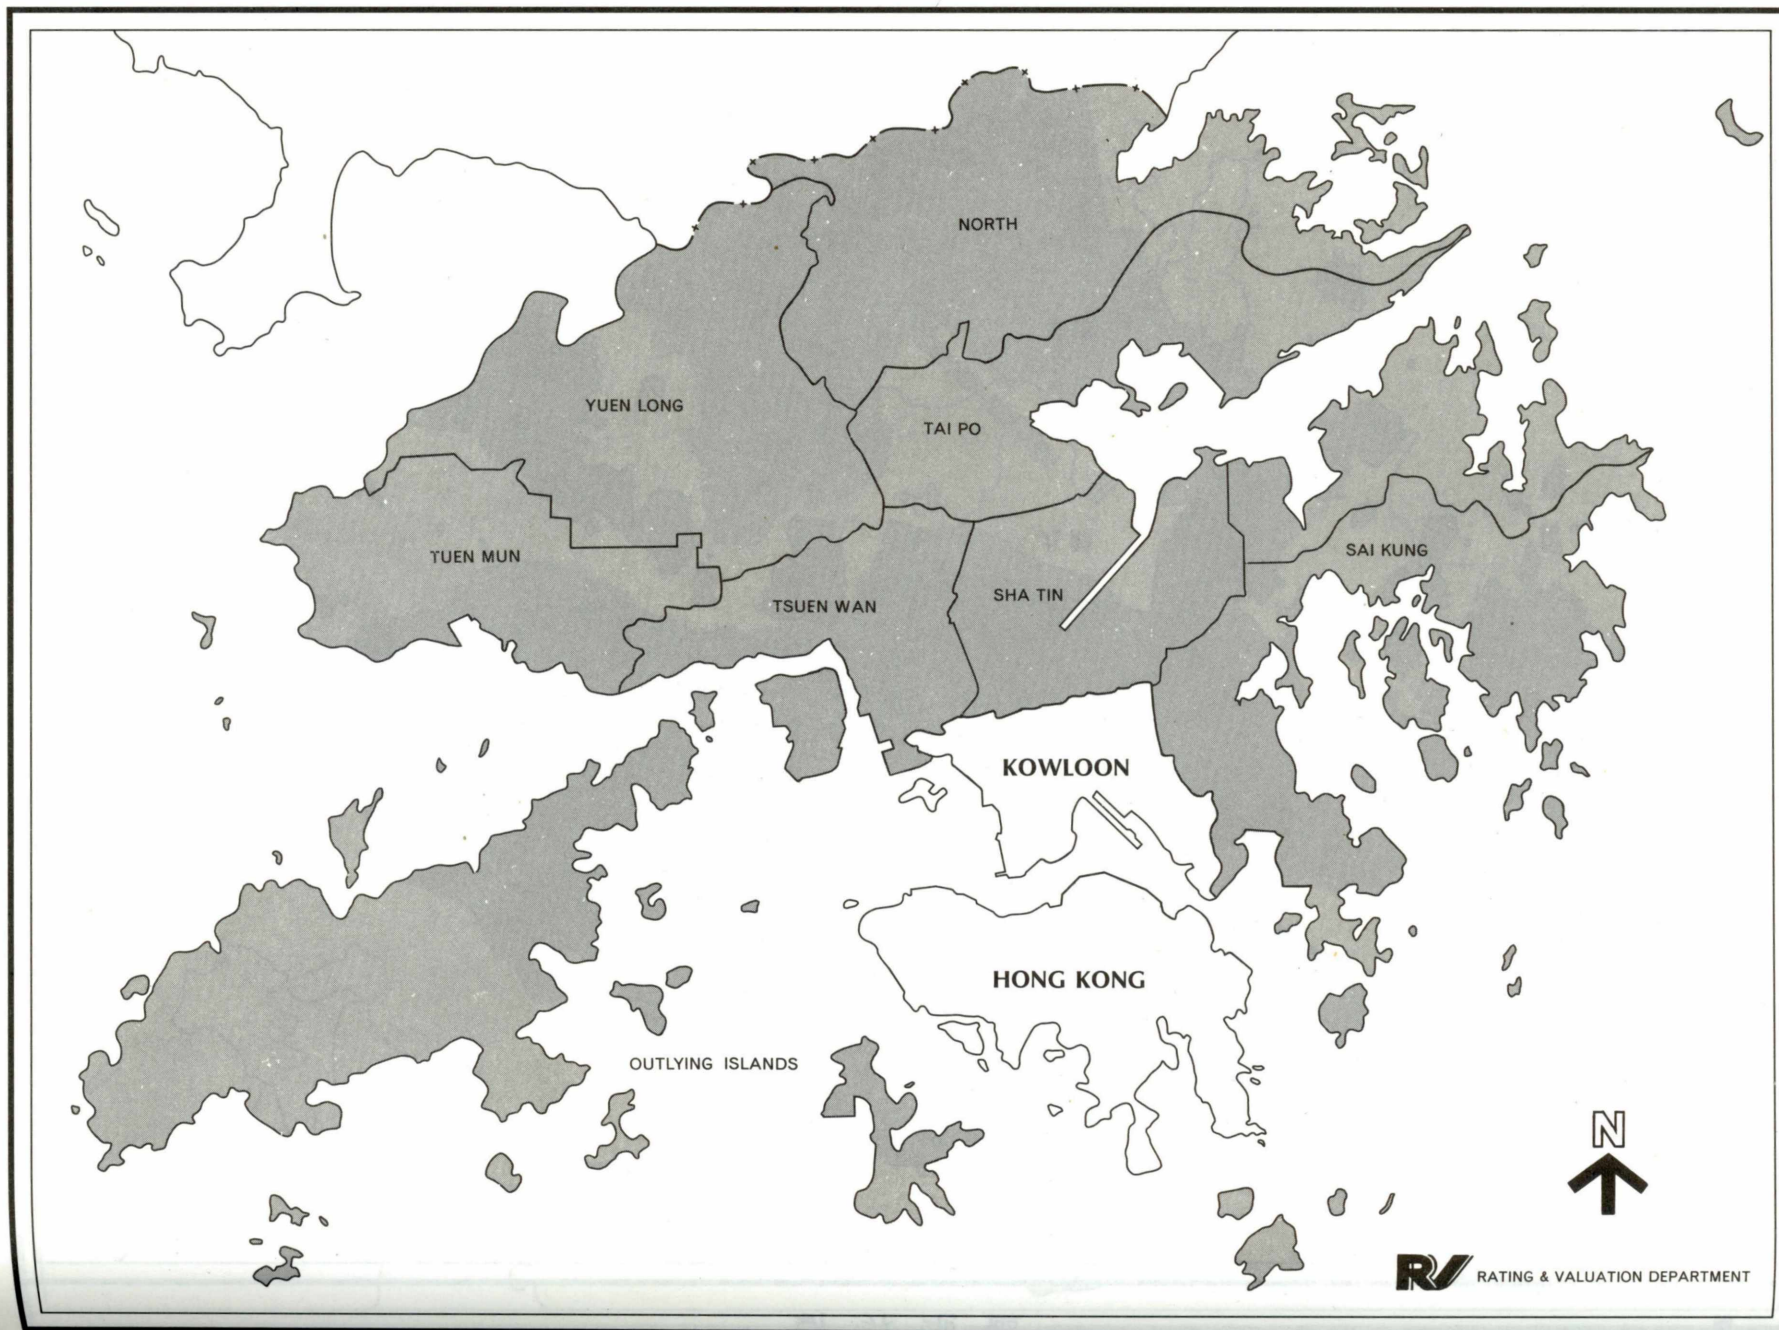 NORTH
YUEN LONG
TAI PO
TUEN MUN
SAI KUNG
SHA TIN
TSUEN WAN
KOWLOON
HONG KONG
OUTLYING ISLANDS
N
RV RATING & VALUATION DEPARTMENT